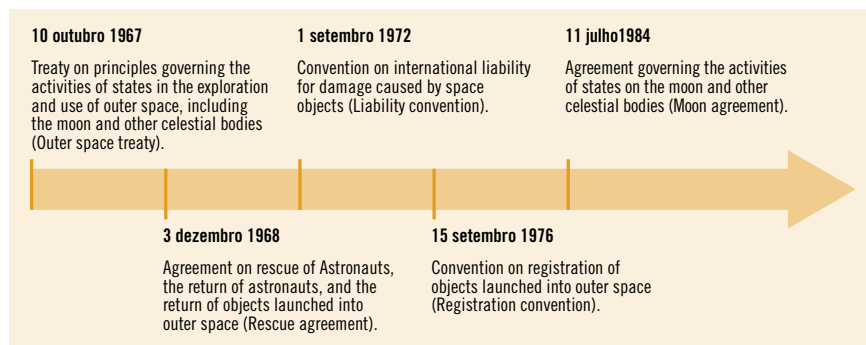 10 outubro 1967
Treaty on principles governing the
activities of states in the exploration
and use of outer space, including
the moon and other celestial bodies
(Outer space treaty).
1 setembro 1972
Convention on international liability
for damage caused by space
objects (Liability convention).
11 julho1984
Agreement governing the activities
of states on the moon and other
celestial bodies (Moon agreement).
3 dezembro 1968
Agreement on rescue of Astronauts,
the return of astronauts, and the
return of objects launched into
outer space (Rescue agreement).
15 setembro 1976
Convention on registration of
objects launched into outer space
(Registration convention).